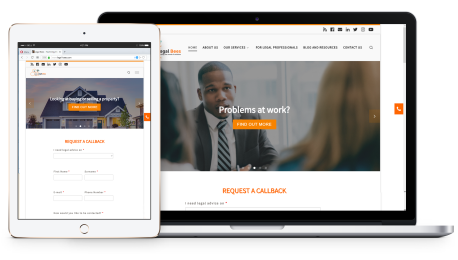 Looking at buying or selling a property?
FIND OUT MORE
REQUEST A CALLBACK
I need legal advice on *
First Name *
Surname *
E-mail *
Phone Number *
Legal Beez
HOME
ABOUT US
OUR SERVICES
FOR LEGAL PROFESSIONALS
BLOG AND RESOURCES
CONTACT US
Problems at work?
FIND OUT MORE
REQUEST A CALLBACK
I need legal advice on *